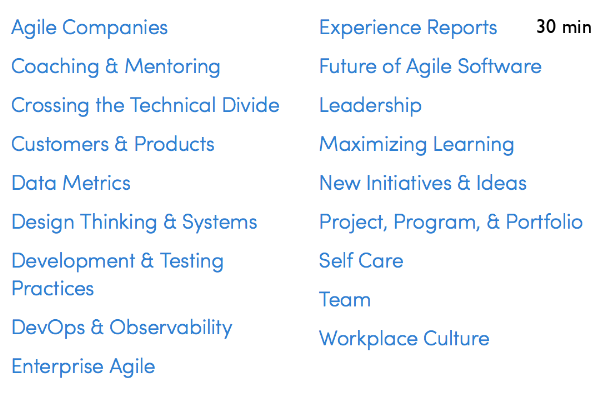 Agile Companies
Coaching & Mentoring
Crossing the Technical Divide
Customers & Products
Data Metrics
Design Thinking & Systems
Development & Testing
Practices
DevOps & Observability
Enterprise Agile
Experience Reports 30 min
Future of Agile Software
Leadership
Maximizing Learning
New Initiatives & Ideas
Project, Program, & Portfolio
Self Care
Team
Workplace Culture